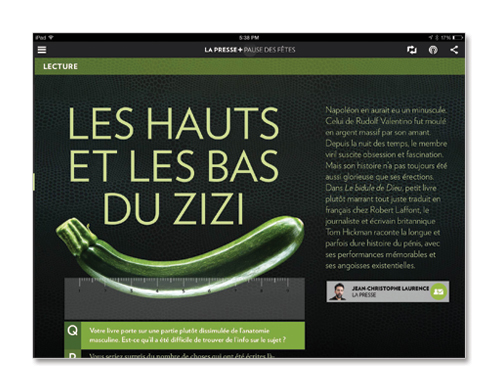 iPad
5:38 PM
17%
LA PRESSE+ PAUSE DES FÊTES
LECTURE
LES HAUTS
ET LES BAS
DU ZIZI
Napoléon en aurait eu un minuscule.
Celui de Rudolf Valentino fut moulé
en argent massif par son amant.
Depuis la nuit des temps, le membre
viril suscite obsession et fascination.
Mais son histoire n'a pas toujours été
aussi glorieuse que ses érections.
Dans Le bidule de Dieu, petit livre
plutôt marrant tout juste traduit en
français chez Robert Laffont, le
journaliste et écrivain britannique
Tom Hickman raconte la longue et
parfois dure histoire du pénis, avec
ses performances mémorables et
ses angoisses existentielles.
JEAN-CHRISTOPHE LAURENCE
LA PRESSE
Q Votre livre porte sur une partie plutôt dissimulée de l'anatomie
masculine. Est-ce qu'il a été difficile de trouver de l'info sur le sujet ?
Vous seriez surpris du nombre de choses qui ont été écrites là-